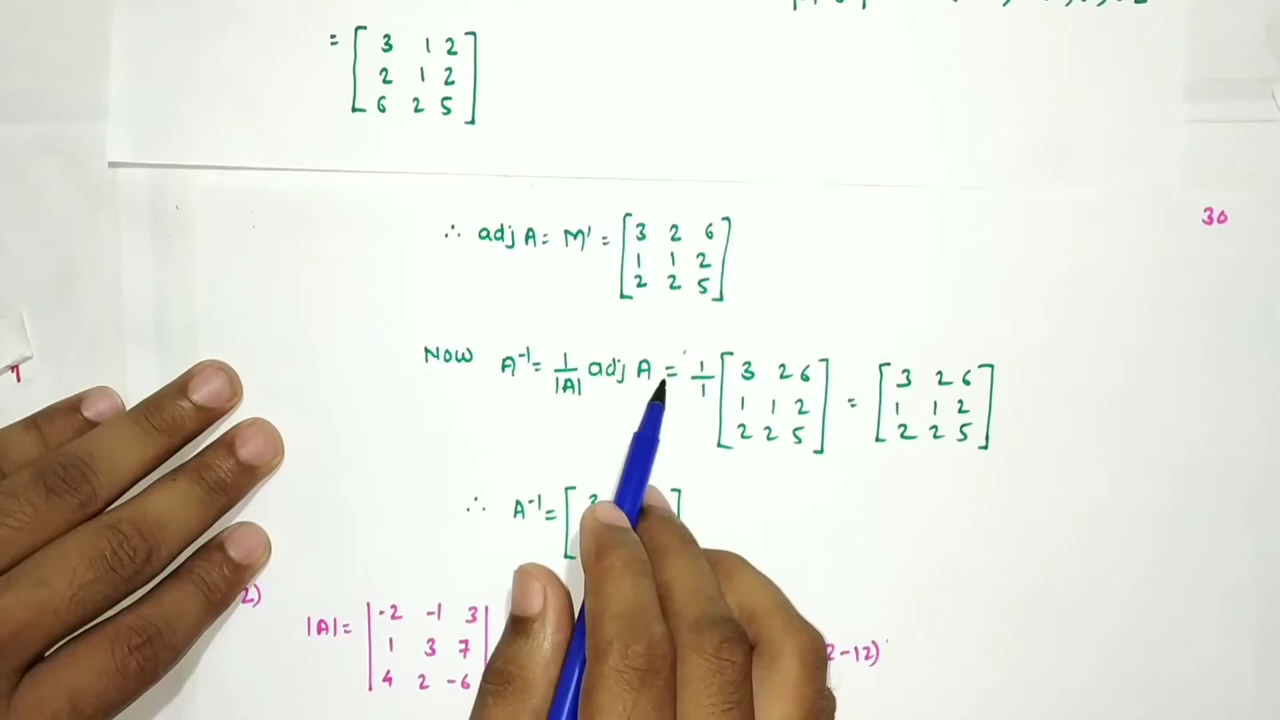 = [ 3 1 2
2 1 2
6 2 5 ]
30
∴ adj A = M' = [ 3 2 6
1 1 2
2 2 5 ]
Now A⁻¹ = 1/|A| adj A = 1/1 [ 3 2 6
1 1 2
2 2 5 ] = [ 3 2 6
1 1 2
2 2 5 ]
∴ A⁻¹ = [ ]
2)
|A| = | -2 -1 3
1 3 7
4 2 -6 |
-12)